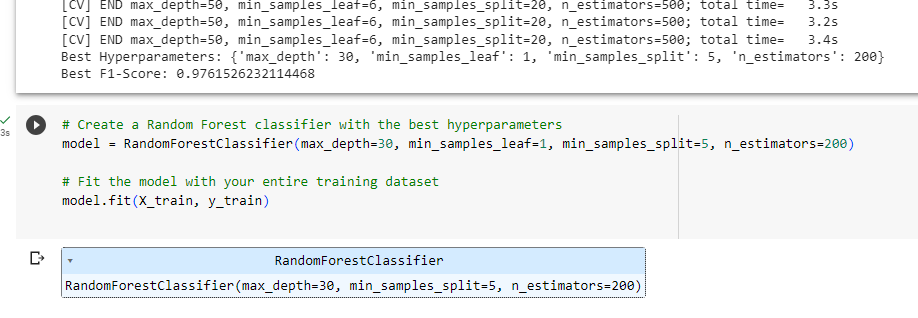 [CV] END max_depth=50, min_samples_leaf=6, min_samples_split=20, n_estimators=500; total time=   3.3s
[CV] END max_depth=50, min_samples_leaf=6, min_samples_split=20, n_estimators=500; total time=   3.2s
[CV] END max_depth=50, min_samples_leaf=6, min_samples_split=20, n_estimators=500; total time=   3.4s
Best Hyperparameters: {'max_depth': 30, 'min_samples_leaf': 1, 'min_samples_split': 5, 'n_estimators': 200}
Best F1-Score: 0.9761526232114468
3s
# Create a Random Forest classifier with the best hyperparameters
model = RandomForestClassifier(max_depth=30, min_samples_leaf=1, min_samples_split=5, n_estimators=200)
# Fit the model with your entire training dataset
model.fit(X_train, y_train)
RandomForestClassifier
RandomForestClassifier(max_depth=30, min_samples_split=5, n_estimators=200)